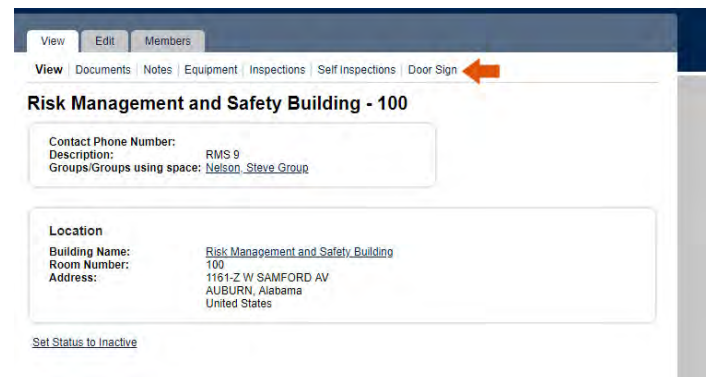 View Edit Members
View Documents Notes Equipment Inspections Self Inspections Door Sign
Risk Management and Safety Building - 100
Contact Phone Number:
Description: RMS 9
Groups/Groups using space: Nelson, Steve Group
Location
Building Name: Risk Management and Safety Building
Room Number: 100
Address: 1161-Z W SAMFORD AV
AUBURN, Alabama
United States
Set Status to Inactive